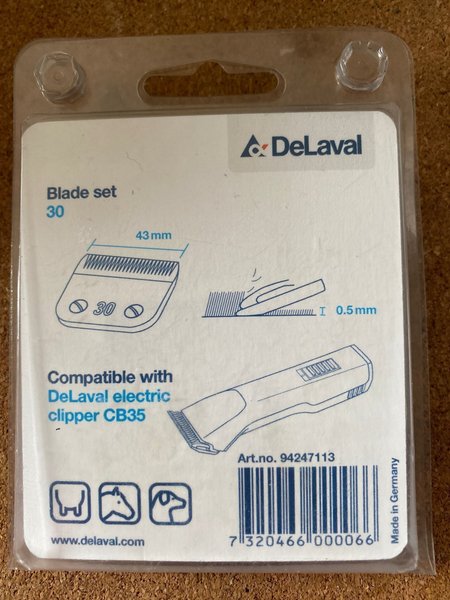 DeLaval
Blade set
30
43 mm
30
0.5 mm
Compatible with
DeLaval electric
clipper CB35
Art.no. 94247113
7 320466 000066
Made in Germany
www.delaval.com